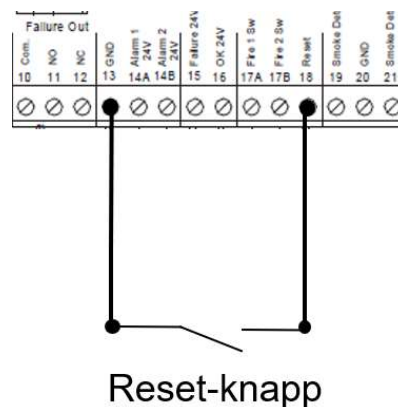 Failure Out
Com.
NO
NC
GND
Alarm 1
24V
Alarm 2
24V
Failure 24V
OK 24V
Fire 1 Sw
Fire 2 Sw
Reset
Smoke Det
GND
Smoke Det
10 11 12 13 14A 14B 15 16 17A 17B 18 19 20 21
Reset-knapp